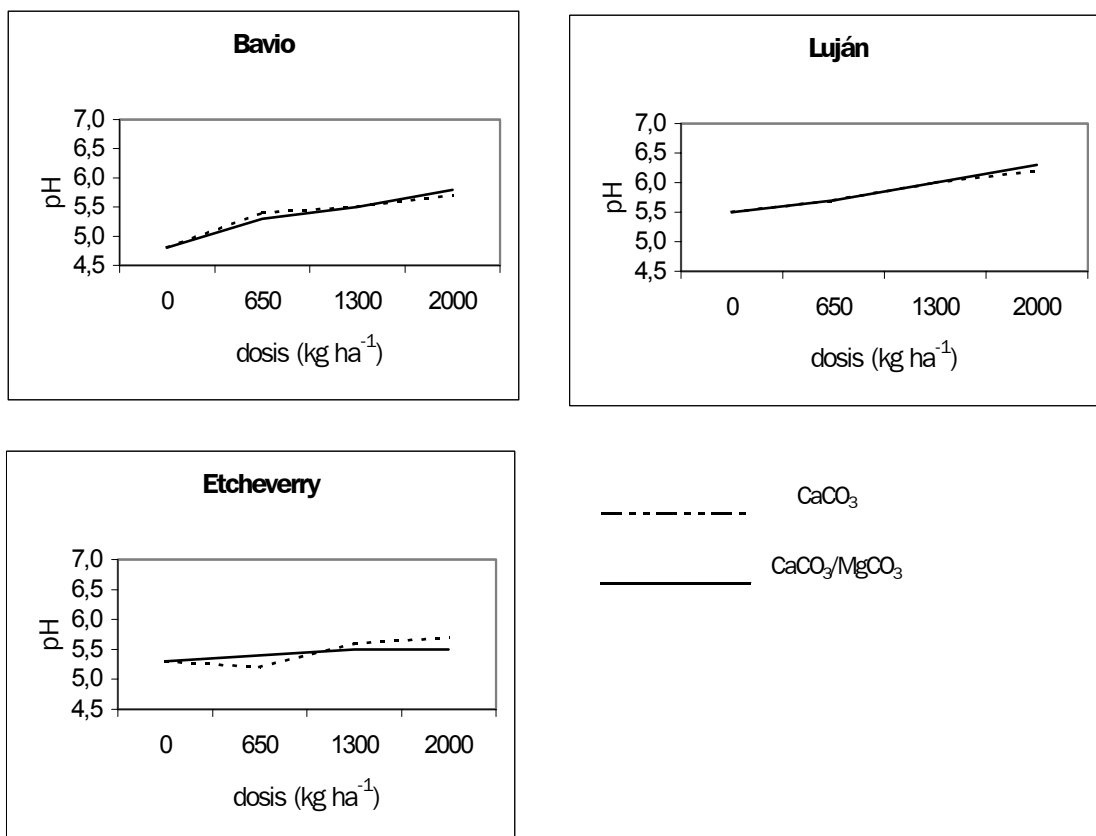 Bavio
7,0
6,5
6,0
5,5
5,0
4,5
pH
0 650 1300 2000
dosis (kg ha⁻¹)
Luján
7,0
6,5
6,0
5,5
5,0
4,5
pH
0 650 1300 2000
dosis (kg ha⁻¹)
Etcheverry
7,0
6,5
6,0
5,5
5,0
4,5
pH
0 650 1300 2000
dosis (kg ha⁻¹)
CaCO₃
CaCO₃/MgCO₃